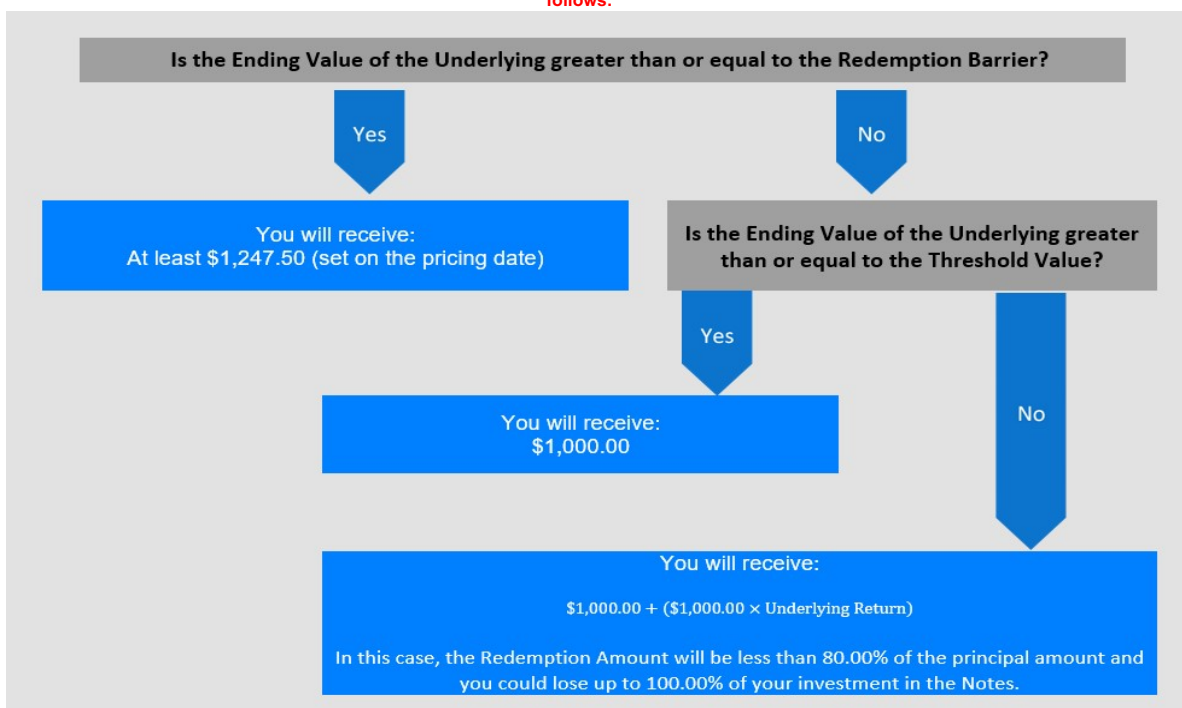 follows:
Is the Ending Value of the Underlying greater than or equal to the Redemption Barrier?
Yes
No
You will receive:
At least $1,247.50 (set on the pricing date)
Is the Ending Value of the Underlying greater
than or equal to the Threshold Value?
Yes
No
You will receive:
$1,000.00
You will receive:
$1,000.00 + ($1,000.00 × Underlying Return)
In this case, the Redemption Amount will be less than 80.00% of the principal amount and
you could lose up to 100.00% of your investment in the Notes.